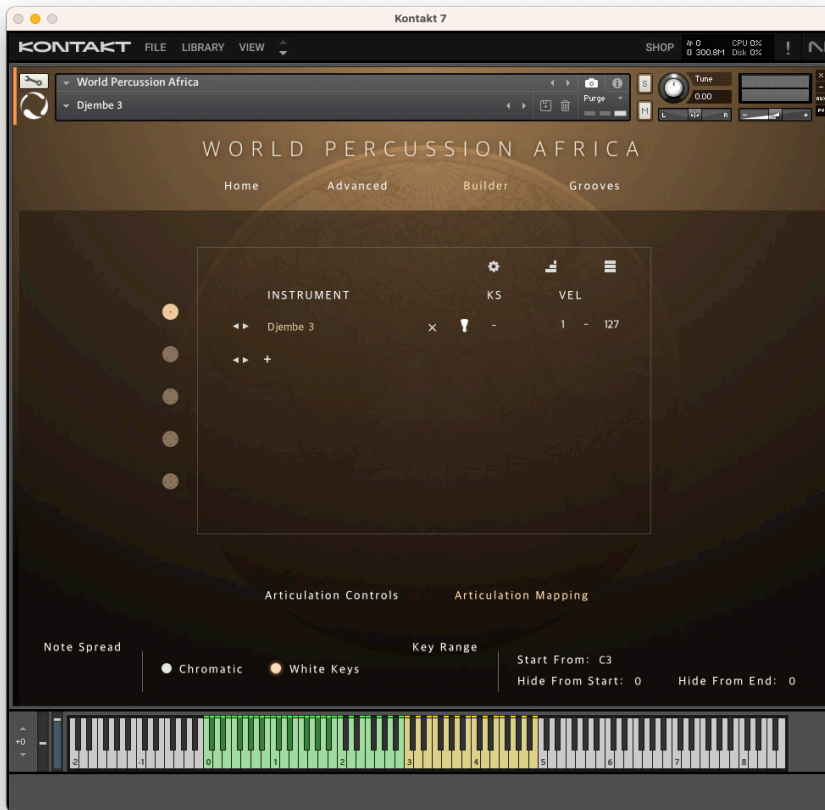 Kontakt 7
KONTAKT FILE LIBRARY VIEW SHOP 0 CPU 0%
300.8M Disk 0% !
World Percussion Africa S Tune
Djembe 3 Purge 0.00
M L R - +
WORLD PERCUSSION AFRICA
Home Advanced Builder Grooves
INSTRUMENT KS VEL
Djembe 3 × - 1 - 127
+
Articulation Controls Articulation Mapping
Note Spread Key Range
Chromatic White Keys Start From: C3
Hide From Start: 0 Hide From End: 0
+0
-2 -1 0 1 2 3 4 5 6 7 8